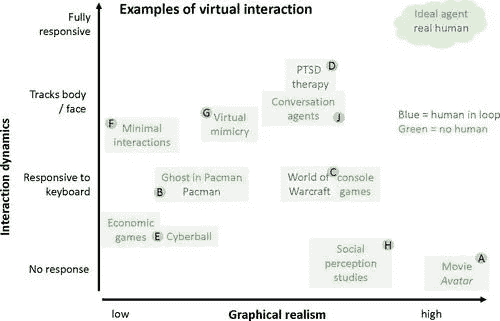 Examples of virtual interaction
Fully responsive
Ideal agent
real human
D
PTSD therapy
Tracks body / face
Conversation agents
J
G
Virtual mimicry
F
Minimal interactions
Blue = human in loop
Green = no human
Responsive to keyboard
Ghost in Pacman
Pacman
B
C
World of Warcraft
console games
Economic games
E
Cyberball
H
Social perception studies
A
Movie Avatar
No response
Interaction dynamics
low
Graphical realism
high